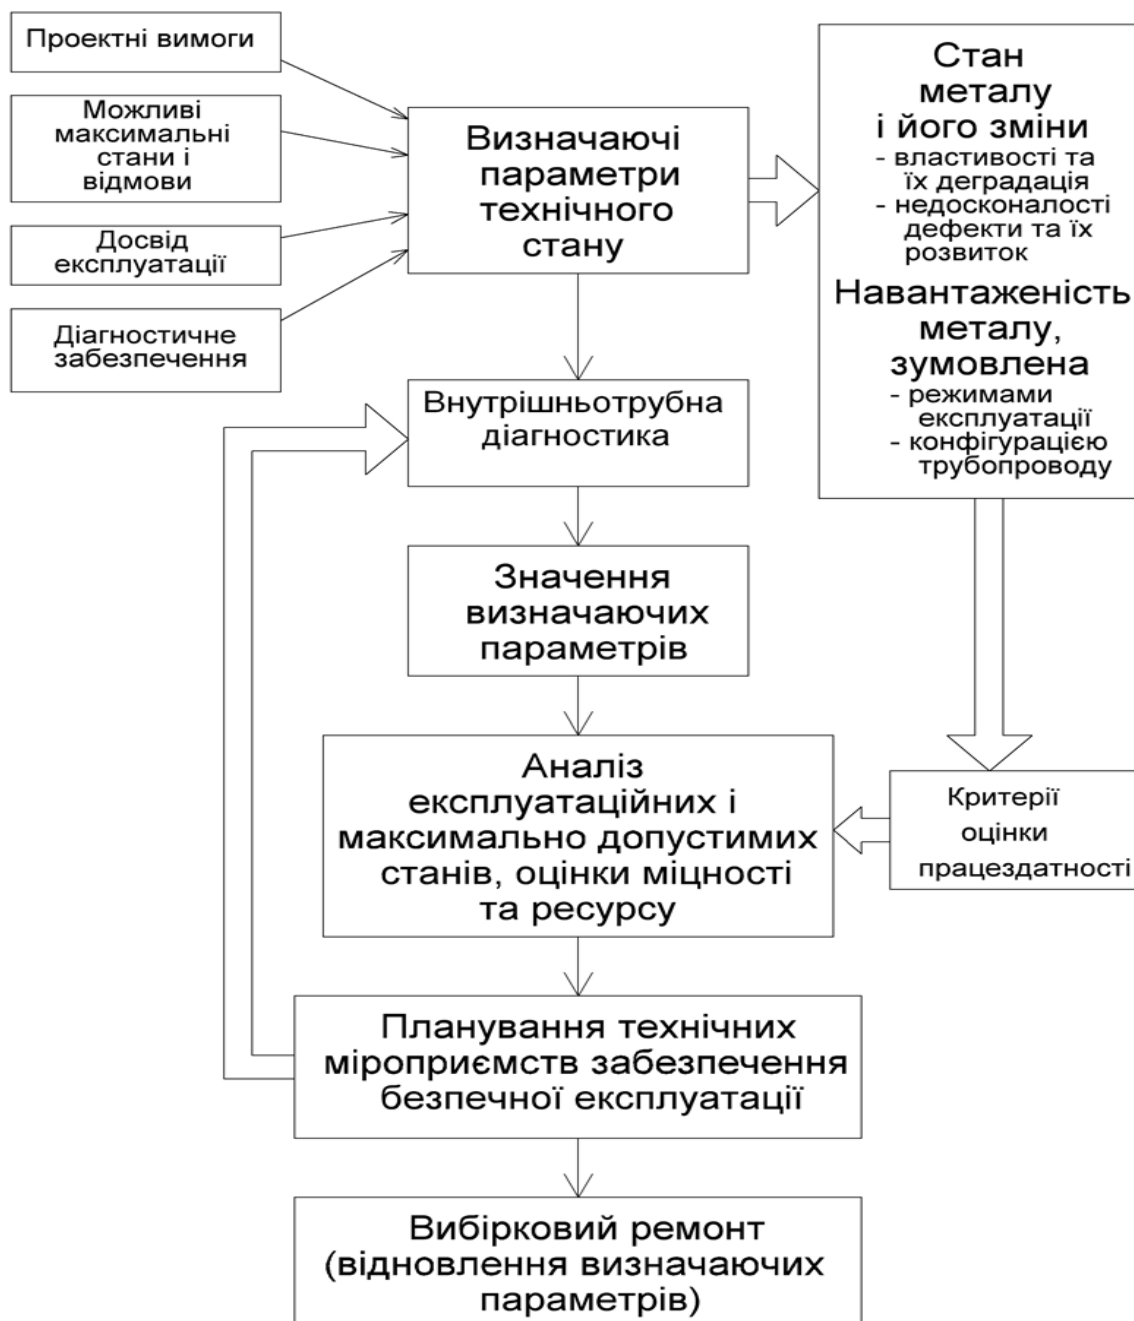 Проектні вимоги
Можливі
максимальні
стани і
відмови
Досвід
експлуатації
Діагностичне
забезпечення
Визначаючі
параметри
технічного
стану
Стан
металу
і його зміни
- властивості та
їх деградація
- недосконалості
дефекти та їх
розвиток
Навантаженість
металу,
зумовлена
- режимами
експлуатації
- конфігурацією
трубопроводу
Внутрішньотрубна
діагностика
Значення
визначаючих
параметрів
Аналіз
експлуатаційних і
максимально допустимих
станів, оцінки міцності
та ресурсу
Критерії
оцінки
працездатності
Планування технічних
міроприємств забезпечення
безпечної експлуатації
Вибірковий ремонт
(відновлення визначаючих
параметрів)